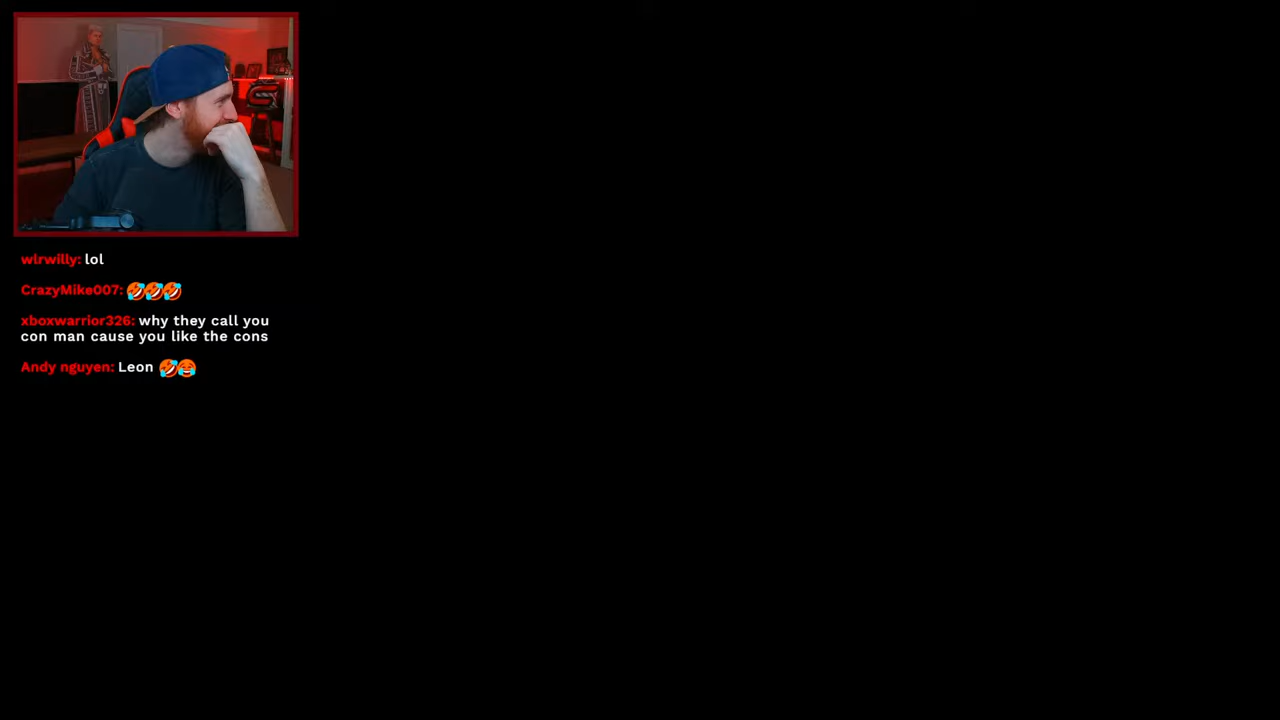 wlrwilly: lol
CrazyMike007: 🤣🤣🤣
xboxwarrior326: why they call you
con man cause you like the cons
Andy nguyen: Leon 🤣😂